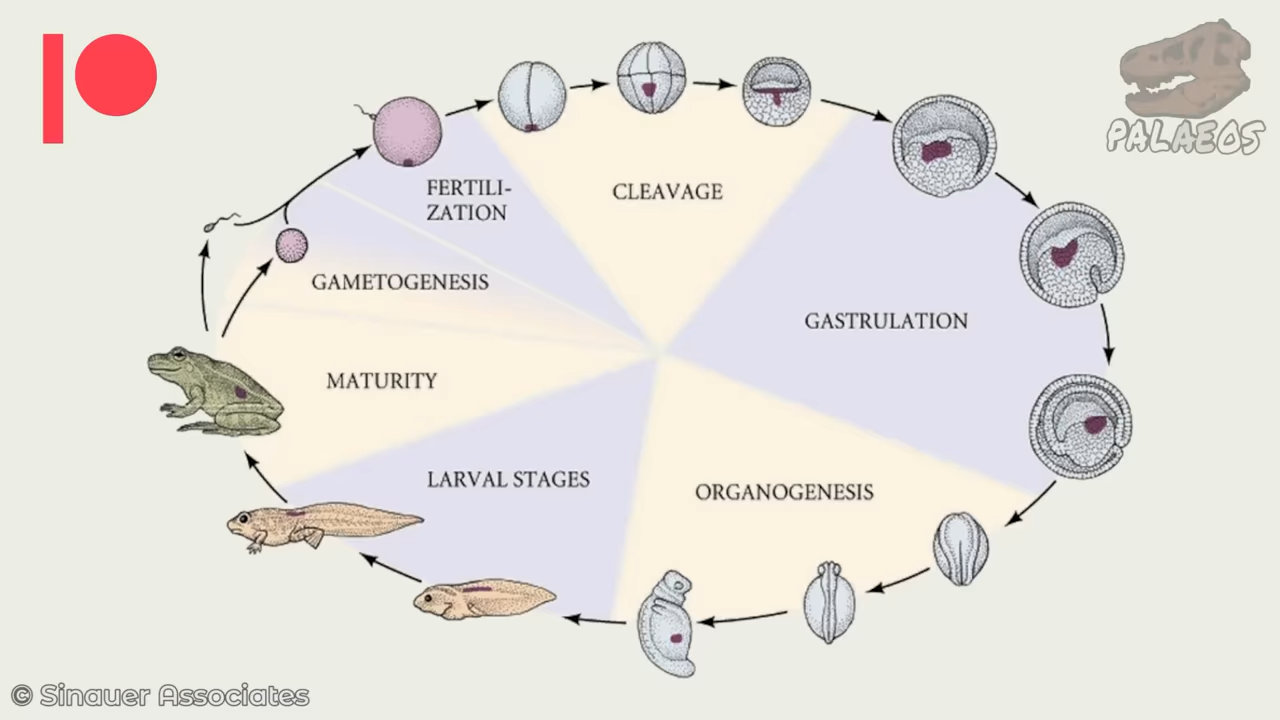 PALAEOS
FERTILI-
ZATION
CLEAVAGE
GAMETOGENESIS
GASTRULATION
MATURITY
LARVAL STAGES
ORGANOGENESIS
© Sinauer Associates